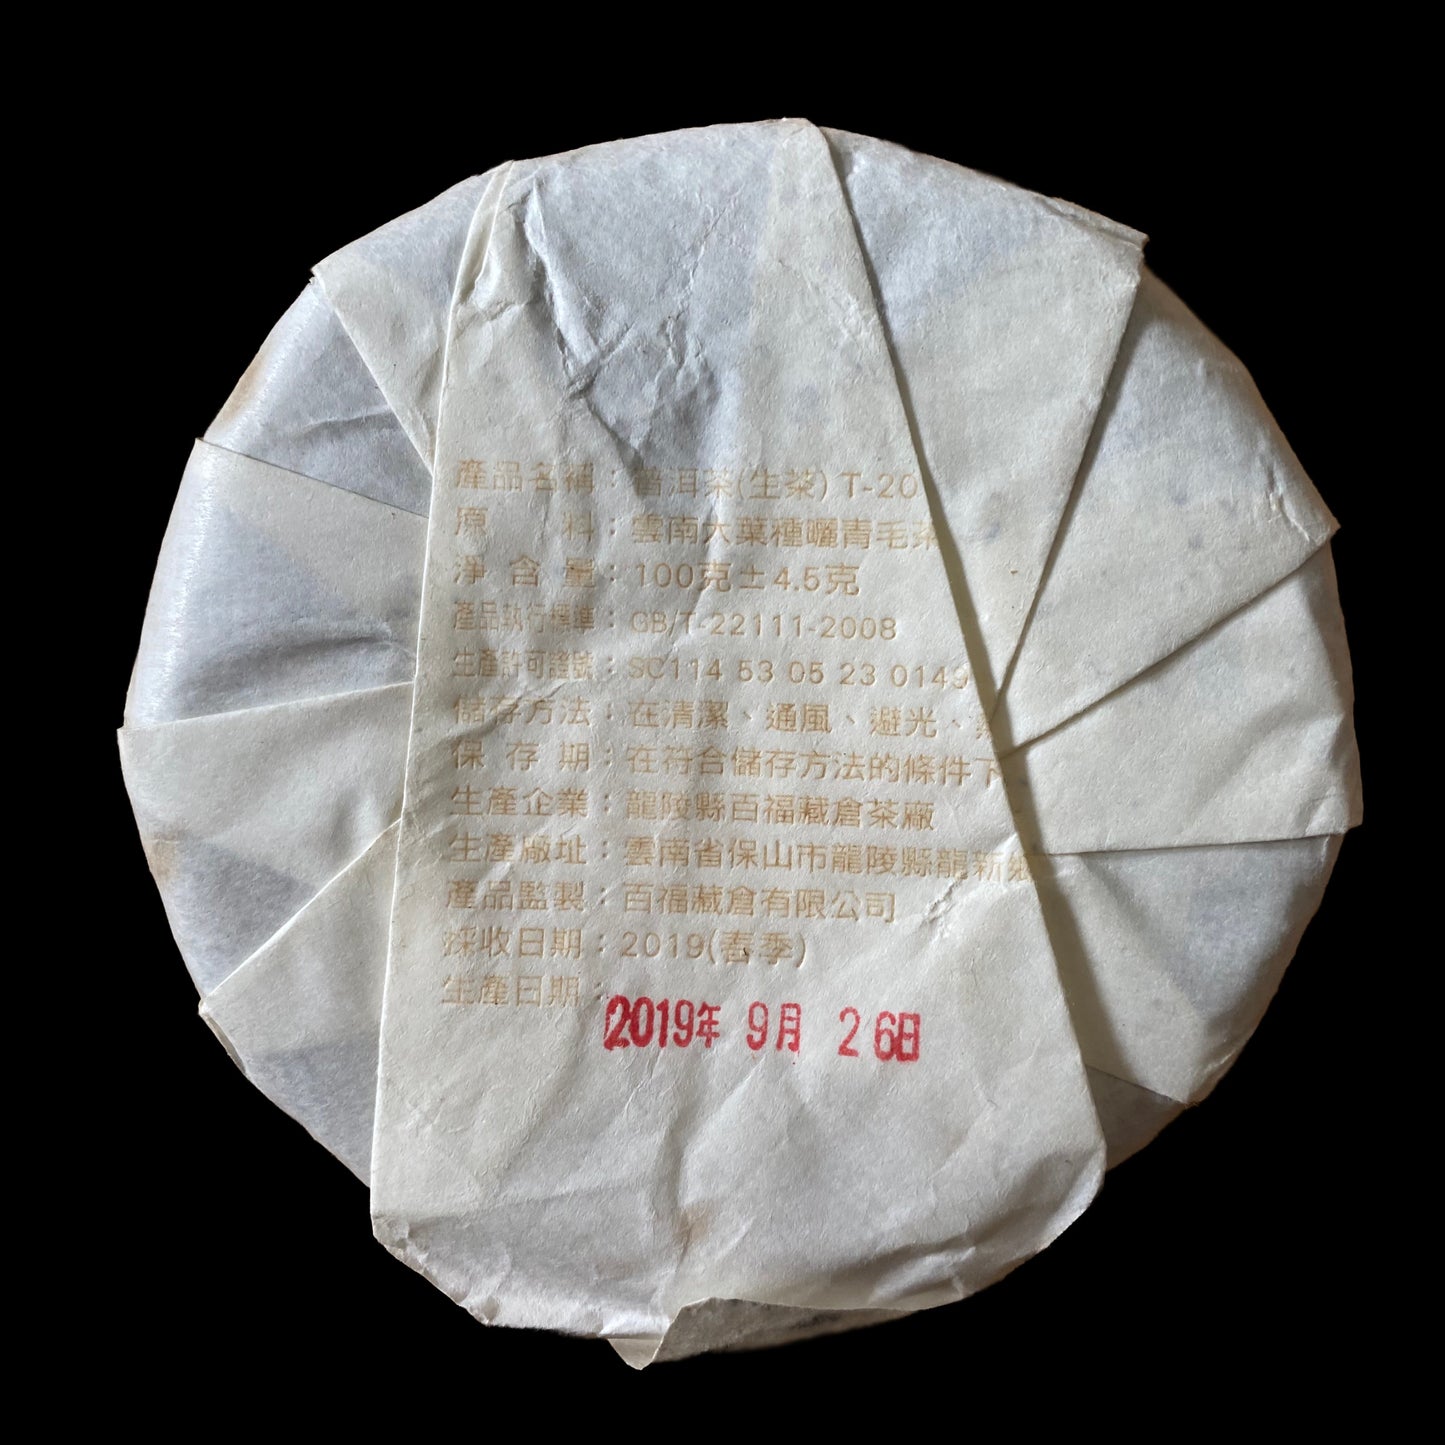 產品名稱：普洱茶(生茶) T-20
原 料：雲南大葉種曬青毛茶
淨 含 量：100克±4.5克
產品執行標準：GB/T-22111-2008
生產許可證號：SC114 53 05 23 0149
儲存方法：在清潔、通風、避光、
保 存 期：在符合儲存方法的條件下
生產企業：龍陵縣百福藏倉茶廠
生產廠址：雲南省保山市龍陵縣龍新鄉
產品監製：百福藏倉有限公司
採收日期：2019(春季)
生產日期：
2019年 9月 26日